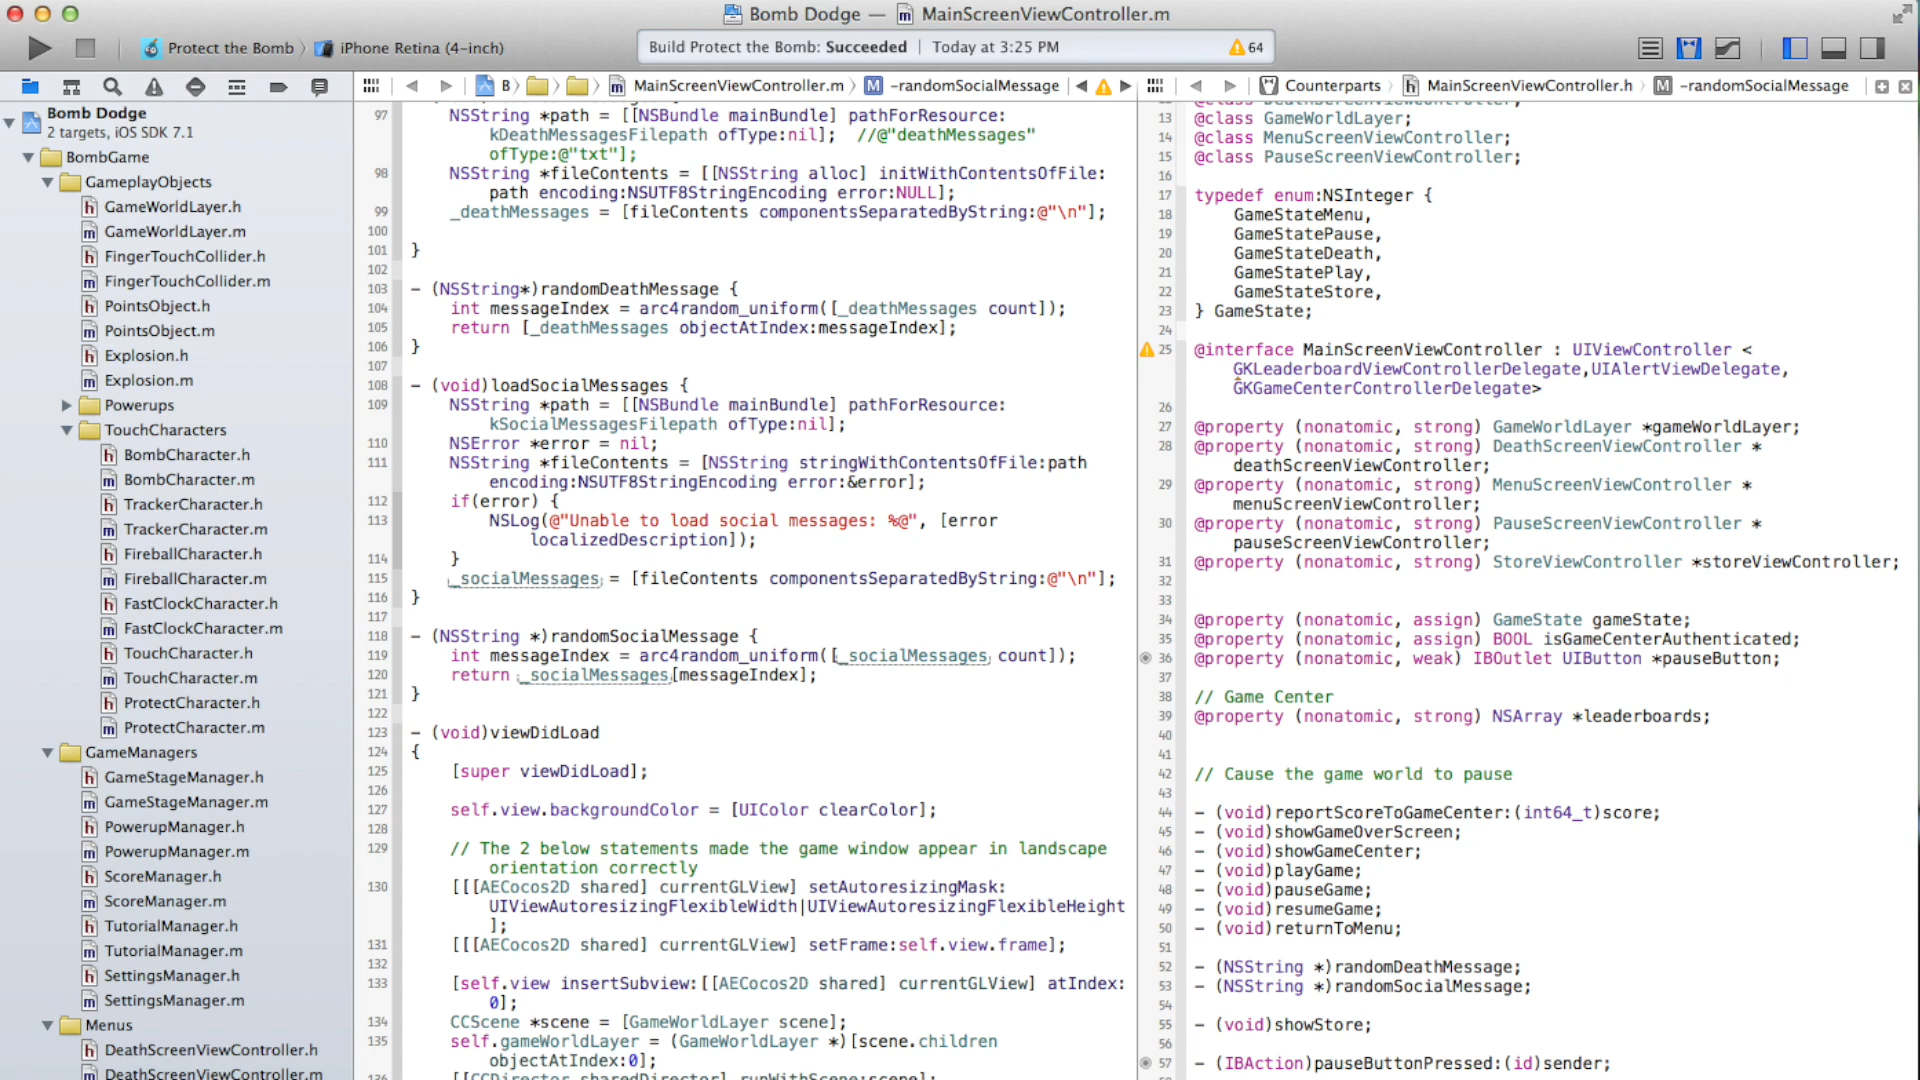 Bomb Dodge — MainScreenViewController.m
Protect the Bomb 〉 iPhone Retina (4-inch)
Build Protect the Bomb: Succeeded | Today at 3:25 PM
64
B 〉 〉 MainScreenViewController.m 〉 M -randomSocialMessage
Counterparts 〉 h MainScreenViewController.h 〉 M -randomSocialMessage
Bomb Dodge
2 targets, iOS SDK 7.1
BombGame
GameplayObjects
h GameWorldLayer.h
m GameWorldLayer.m
h FingerTouchCollider.h
m FingerTouchCollider.m
h PointsObject.h
m PointsObject.m
h Explosion.h
m Explosion.m
Powerups
TouchCharacters
h BombCharacter.h
m BombCharacter.m
h TrackerCharacter.h
m TrackerCharacter.m
h FireballCharacter.h
m FireballCharacter.m
h FastClockCharacter.h
m FastClockCharacter.m
h TouchCharacter.h
m TouchCharacter.m
h ProtectCharacter.h
m ProtectCharacter.m
GameManagers
h GameStageManager.h
m GameStageManager.m
h PowerupManager.h
m PowerupManager.m
h ScoreManager.h
m ScoreManager.m
h TutorialManager.h
m TutorialManager.m
h SettingsManager.h
m SettingsManager.m
Menus
h DeathScreenViewController.h
m DeathScreenViewController.m
97 NSString *path = [[NSBundle mainBundle] pathForResource:
kDeathMessagesFilepath ofType:nil]; //@"deathMessages"
ofType:@"txt"];
98 NSString *fileContents = [[NSString alloc] initWithContentsOfFile:
path encoding:NSUTF8StringEncoding error:NULL];
99 _deathMessages = [fileContents componentsSeparatedByString:@"\n"];
100
101 }
102
103 - (NSString*)randomDeathMessage {
104 int messageIndex = arc4random_uniform([_deathMessages count]);
105 return [_deathMessages objectAtIndex:messageIndex];
106 }
107
108 - (void)loadSocialMessages {
109 NSString *path = [[NSBundle mainBundle] pathForResource:
kSocialMessagesFilepath ofType:nil];
110 NSError *error = nil;
111 NSString *fileContents = [NSString stringWithContentsOfFile:path
encoding:NSUTF8StringEncoding error:&error];
112 if(error) {
113 NSLog(@"Unable to load social messages: %@", [error
localizedDescription]);
114 }
115 _socialMessages = [fileContents componentsSeparatedByString:@"\n"];
116 }
117
118 - (NSString *)randomSocialMessage {
119 int messageIndex = arc4random_uniform([_socialMessages count]);
120 return _socialMessages[messageIndex];
121 }
122
123 - (void)viewDidLoad
124 {
125 [super viewDidLoad];
126
127 self.view.backgroundColor = [UIColor clearColor];
128
129 // The 2 below statements made the game window appear in landscape
orientation correctly
130 [[[AECocos2D shared] currentGLView] setAutoresizingMask:
UIViewAutoresizingFlexibleWidth|UIViewAutoresizingFlexibleHeight
];
131 [[[AECocos2D shared] currentGLView] setFrame:self.view.frame];
132
133 [self.view insertSubview:[[AECocos2D shared] currentGLView] atIndex:
0];
134 CCScene *scene = [GameWorldLayer scene];
135 self.gameWorldLayer = (GameWorldLayer *)[scene.children
objectAtIndex:0];
136 [[CCDirector sharedDirector] runWithScene:scene];
12 @class DeathScreenViewController;
13 @class GameWorldLayer;
14 @class MenuScreenViewController;
15 @class PauseScreenViewController;
16
17 typedef enum:NSInteger {
18 GameStateMenu,
19 GameStatePause,
20 GameStateDeath,
21 GameStatePlay,
22 GameStateStore,
23 } GameState;
24
25 @interface MainScreenViewController : UIViewController <
GKLeaderboardViewControllerDelegate,UIAlertViewDelegate,
GKGameCenterControllerDelegate>
26
27 @property (nonatomic, strong) GameWorldLayer *gameWorldLayer;
28 @property (nonatomic, strong) DeathScreenViewController *
deathScreenViewController;
29 @property (nonatomic, strong) MenuScreenViewController *
menuScreenViewController;
30 @property (nonatomic, strong) PauseScreenViewController *
pauseScreenViewController;
31 @property (nonatomic, strong) StoreViewController *storeViewController;
32
33
34 @property (nonatomic, assign) GameState gameState;
35 @property (nonatomic, assign) BOOL isGameCenterAuthenticated;
36 @property (nonatomic, weak) IBOutlet UIButton *pauseButton;
37
38 // Game Center
39 @property (nonatomic, strong) NSArray *leaderboards;
40
41
42 // Cause the game world to pause
43
44 - (void)reportScoreToGameCenter:(int64_t)score;
45 - (void)showGameOverScreen;
46 - (void)showGameCenter;
47 - (void)playGame;
48 - (void)pauseGame;
49 - (void)resumeGame;
50 - (void)returnToMenu;
51
52 - (NSString *)randomDeathMessage;
53 - (NSString *)randomSocialMessage;
54
55 - (void)showStore;
56
57 - (IBAction)pauseButtonPressed:(id)sender;